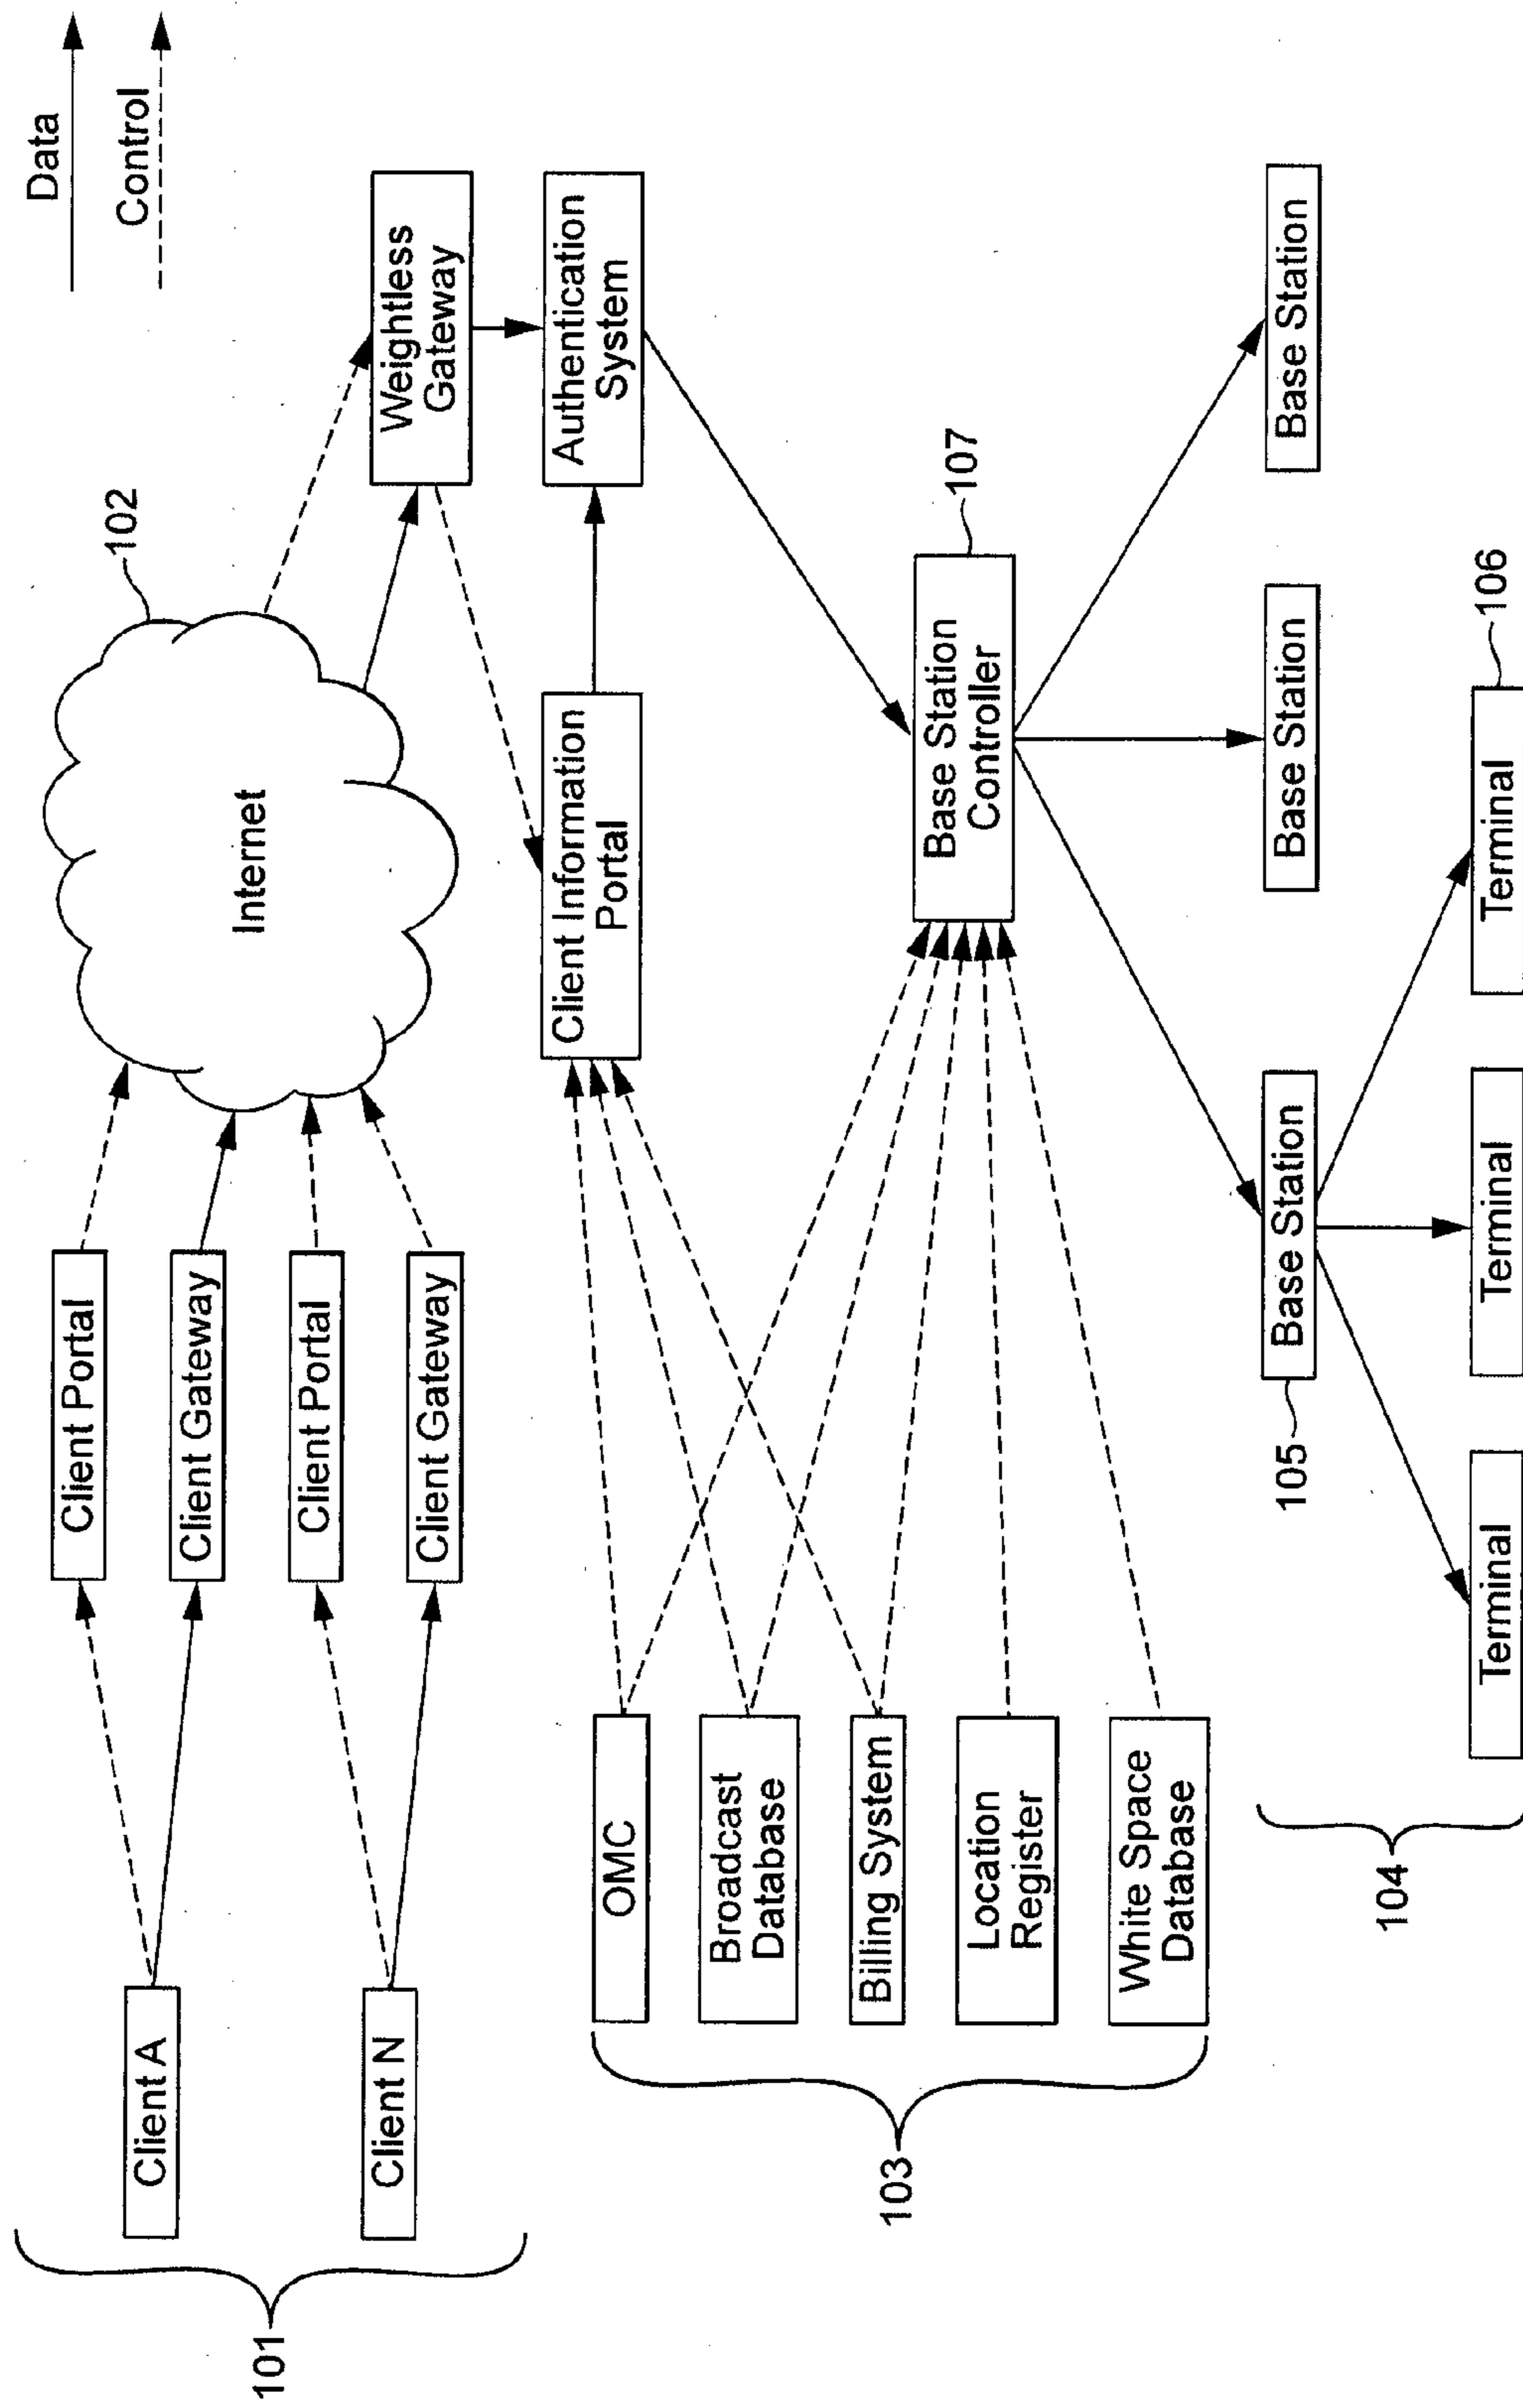 Data
Control
102
Internet
Client Portal
Client Gateway
Client Portal
Client Gateway
Client A
Client N
101
Weightless
Gateway
Authentication
System
Client Information
Portal
OMC
Broadcast
Database
Billing System
Location
Register
White Space
Database
103
Base Station
Controller
107
Base Station
105
Base Station
Base Station
Terminal
Terminal
Terminal
106
104